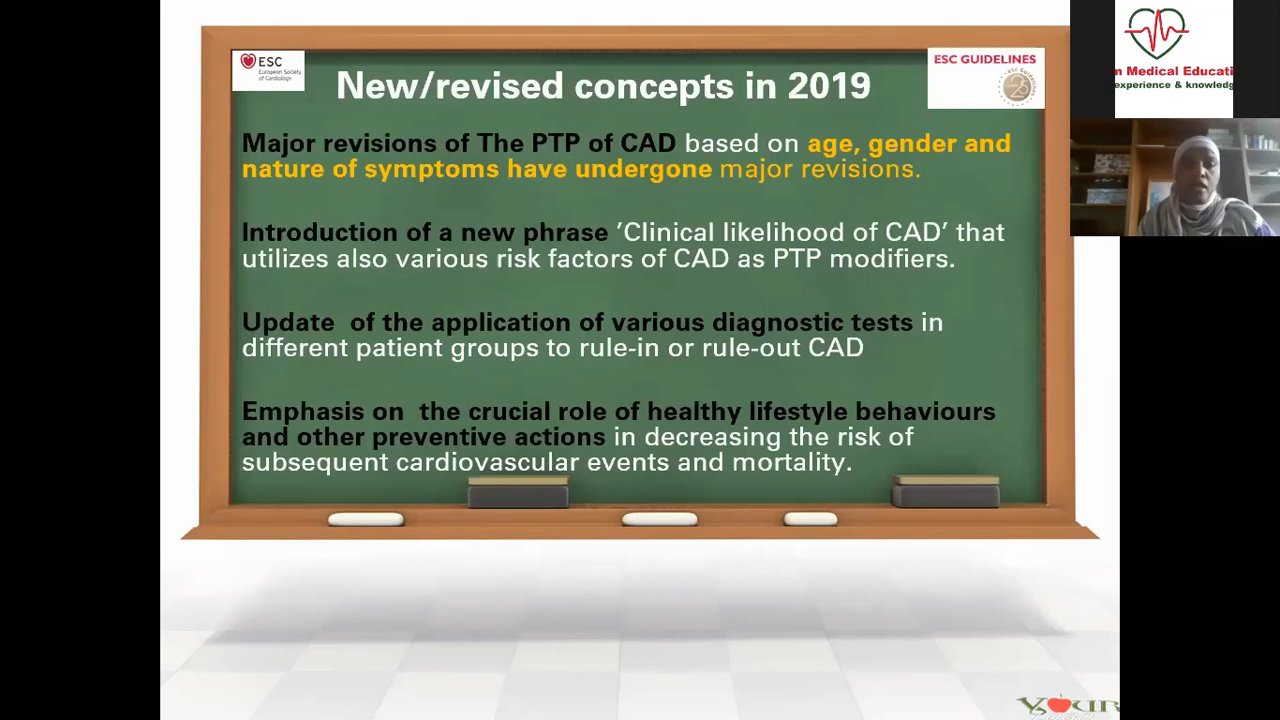 ESC
European Society
of Cardiology
New/revised concepts in 2019
ESC GUIDELINES
Major revisions of The PTP of CAD based on age, gender and
nature of symptoms have undergone major revisions.
Introduction of a new phrase ’Clinical likelihood of CAD’ that
utilizes also various risk factors of CAD as PTP modifiers.
Update of the application of various diagnostic tests in
different patient groups to rule-in or rule-out CAD
Emphasis on the crucial role of healthy lifestyle behaviours
and other preventive actions in decreasing the risk of
subsequent cardiovascular events and mortality.
n Medical Educati
experience & knowledg
YOUR